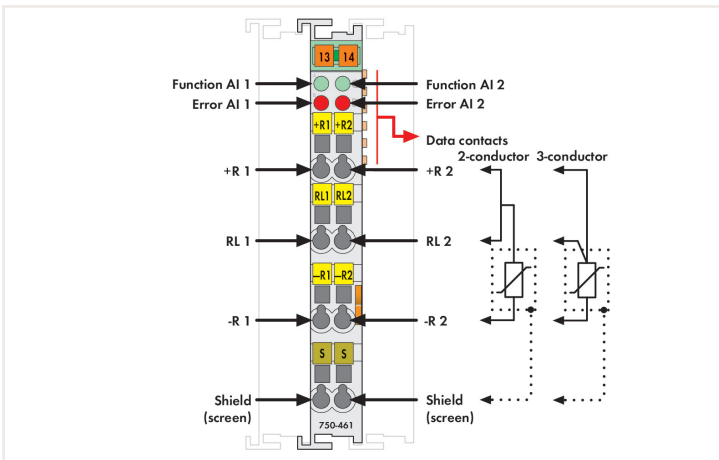 13 14
Function AI 1
Function AI 2
Error AI 1
Error AI 2
+R1 +R2
Data contacts
2-conductor 3-conductor
+R 1
+R 2
RL1 RL2
RL 1
RL 2
–R1 –R2
-R 1
-R 2
S S
Shield
(screen)
Shield
(screen)
750-461